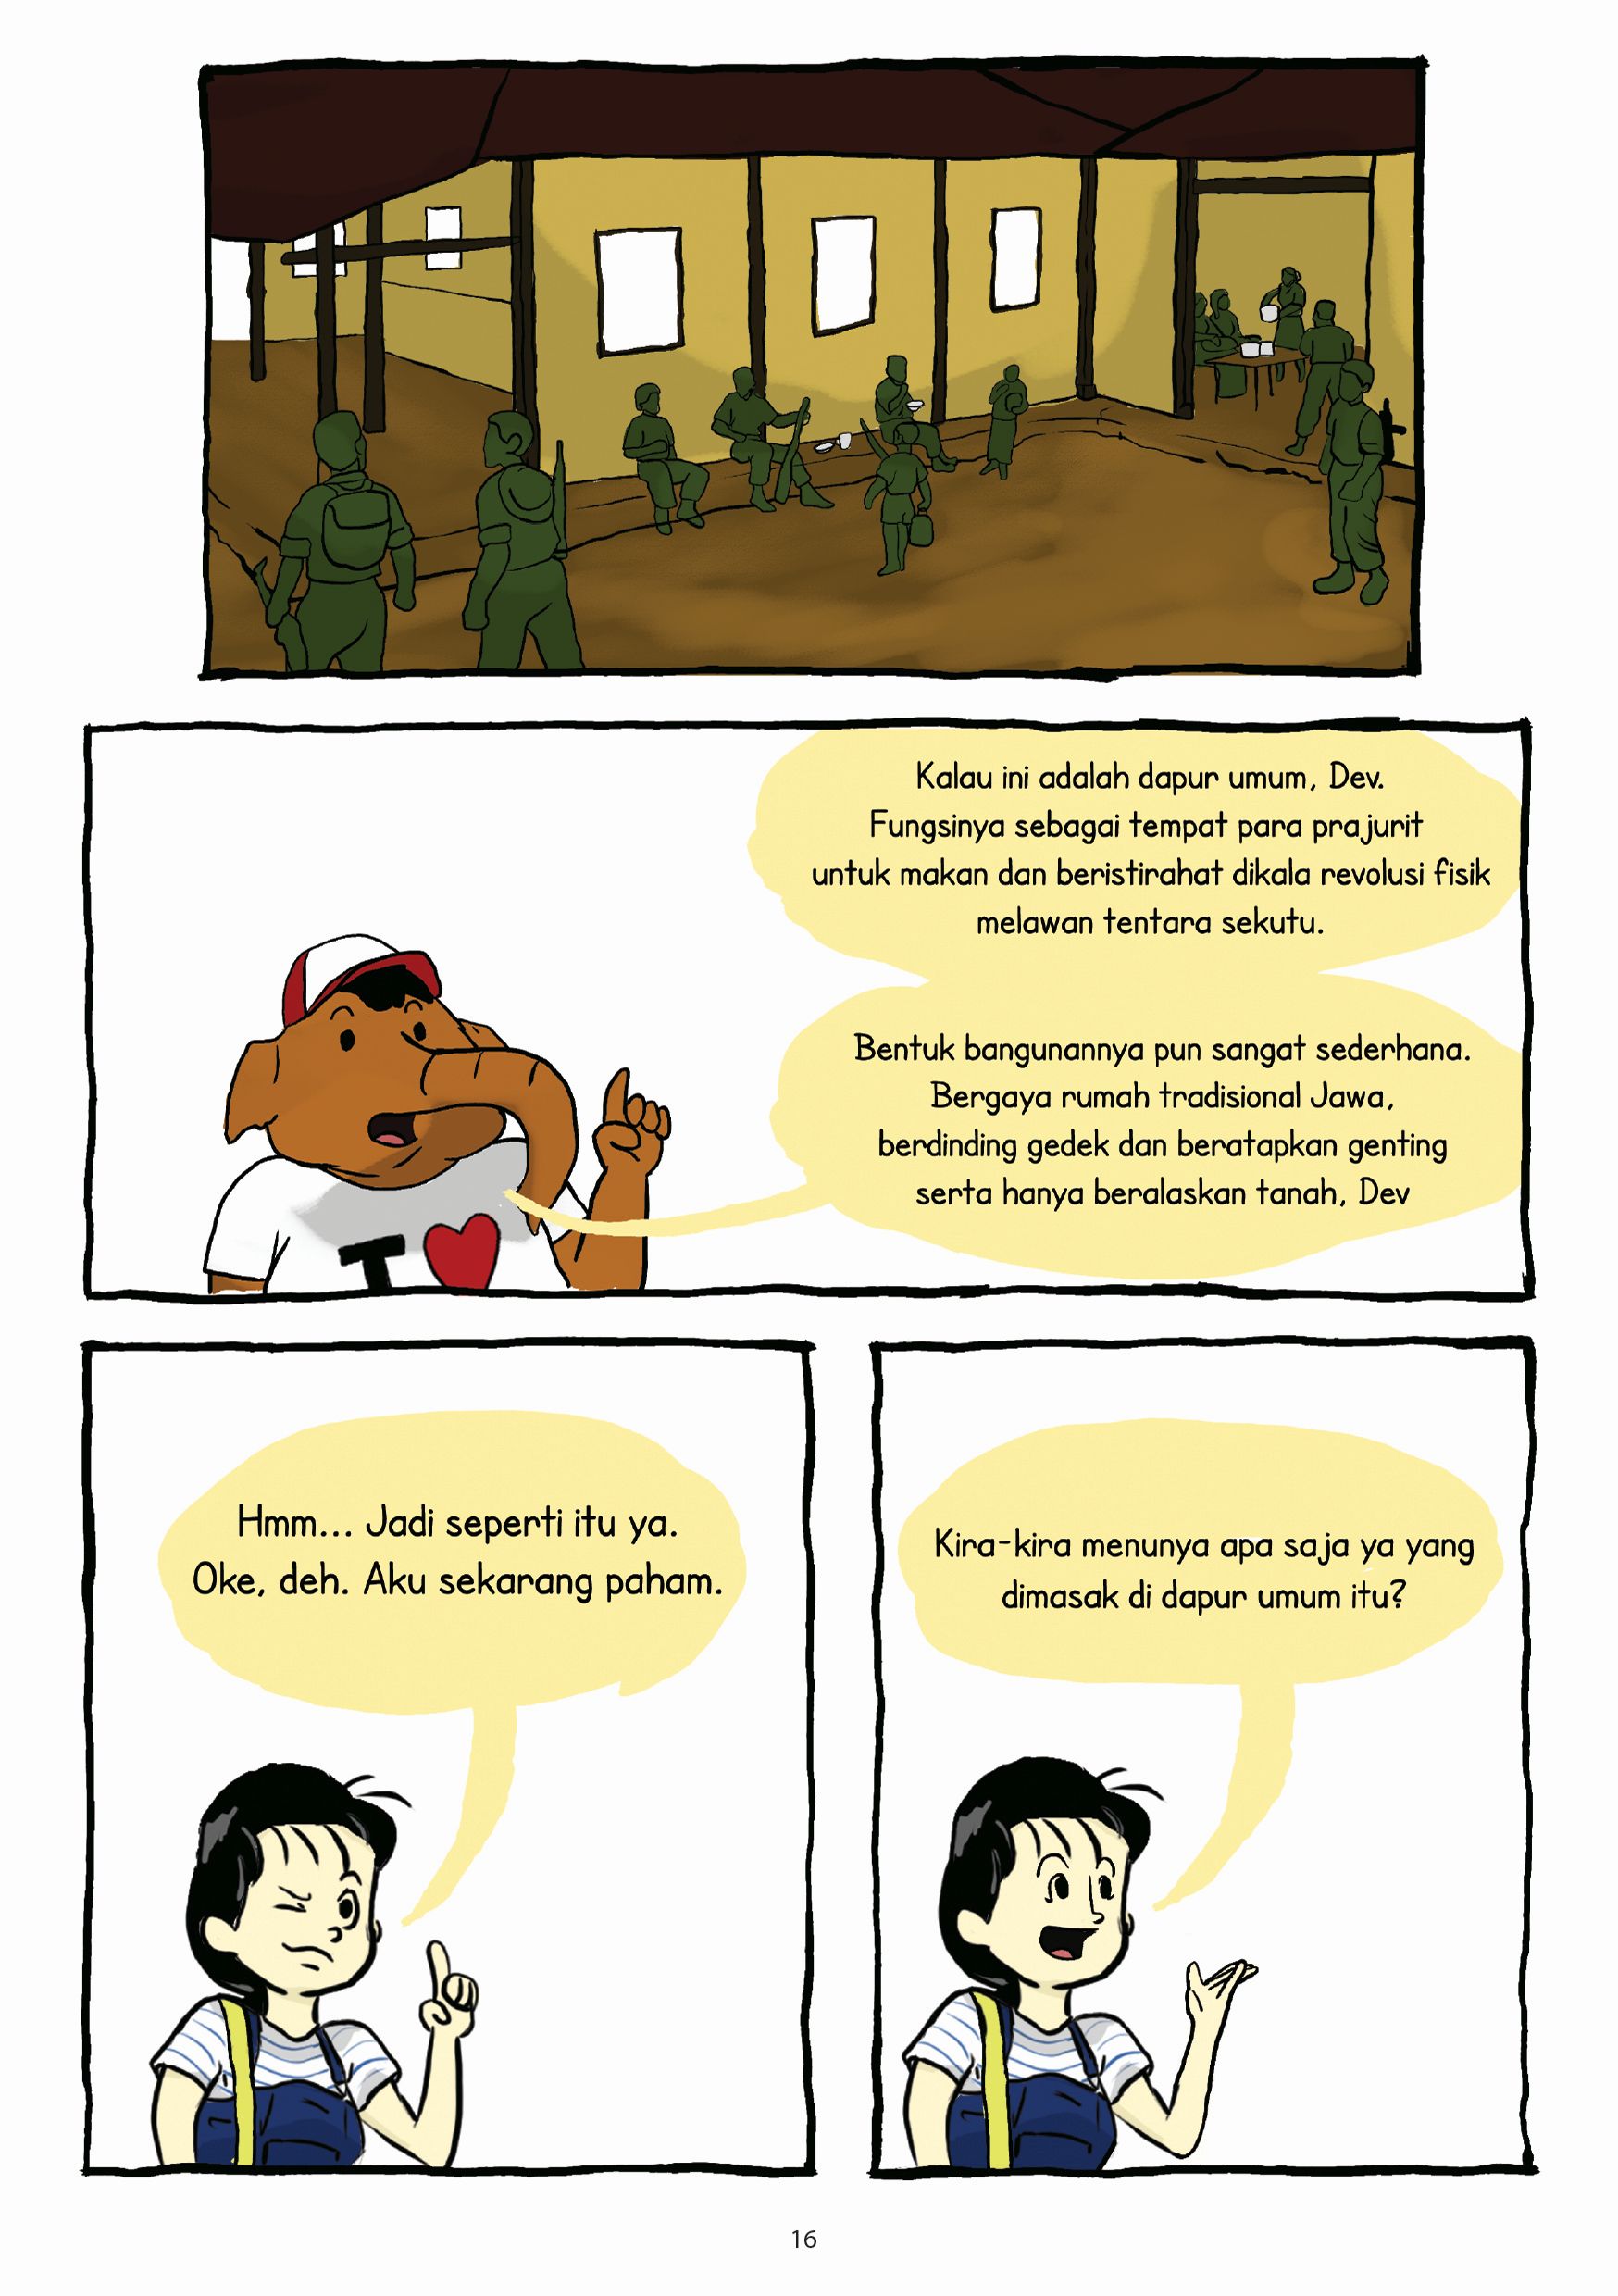 Kalau ini adalah dapur umum, Dev.
Fungsinya sebagai tempat para prajurit
untuk makan dan beristirahat dikala revolusi fisik
melawan tentara sekutu.
Bentuk bangunannya pun sangat sederhana.
Bergaya rumah tradisional Jawa,
berdinding gedek dan beratapkan genting
serta hanya beralaskan tanah, Dev
I
Hmm... Jadi seperti itu ya.
Oke, deh. Aku sekarang paham.
Kira-kira menunya apa saja ya yang
dimasak di dapur umum itu?
16